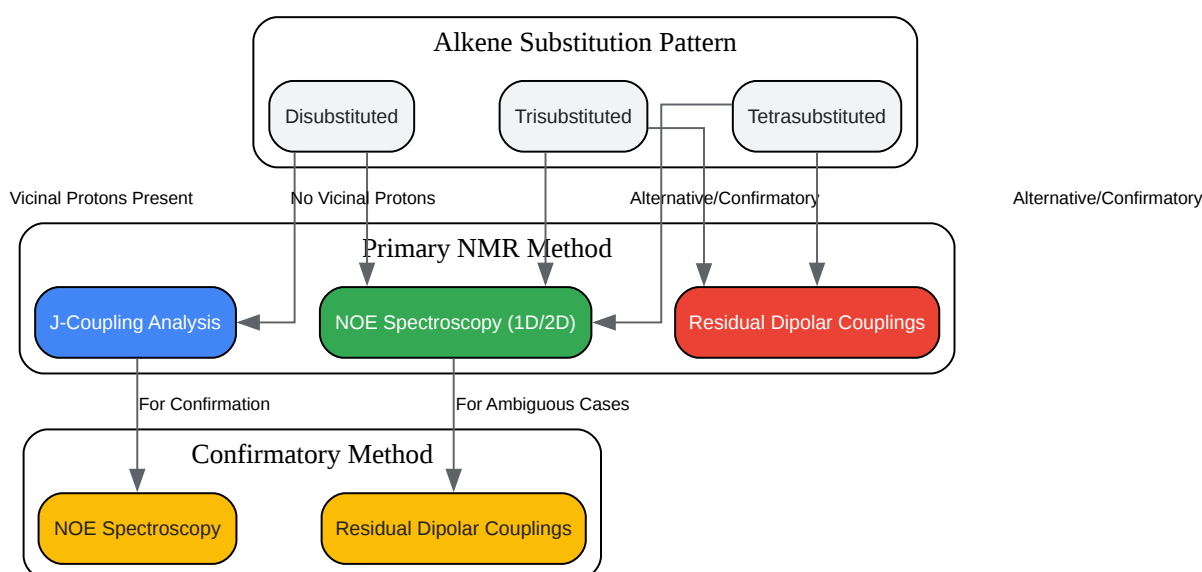 Alkene Substitution Pattern
Disubstituted
Trisubstituted
Tetrasubstituted
Vicinal Protons Present
No Vicinal Protons
Alternative/Confirmatory
Alternative/Confirmatory
Primary NMR Method
J-Coupling Analysis
NOE Spectroscopy (1D/2D)
Residual Dipolar Couplings
For Confirmation
For Ambiguous Cases
Confirmatory Method
NOE Spectroscopy
Residual Dipolar Couplings